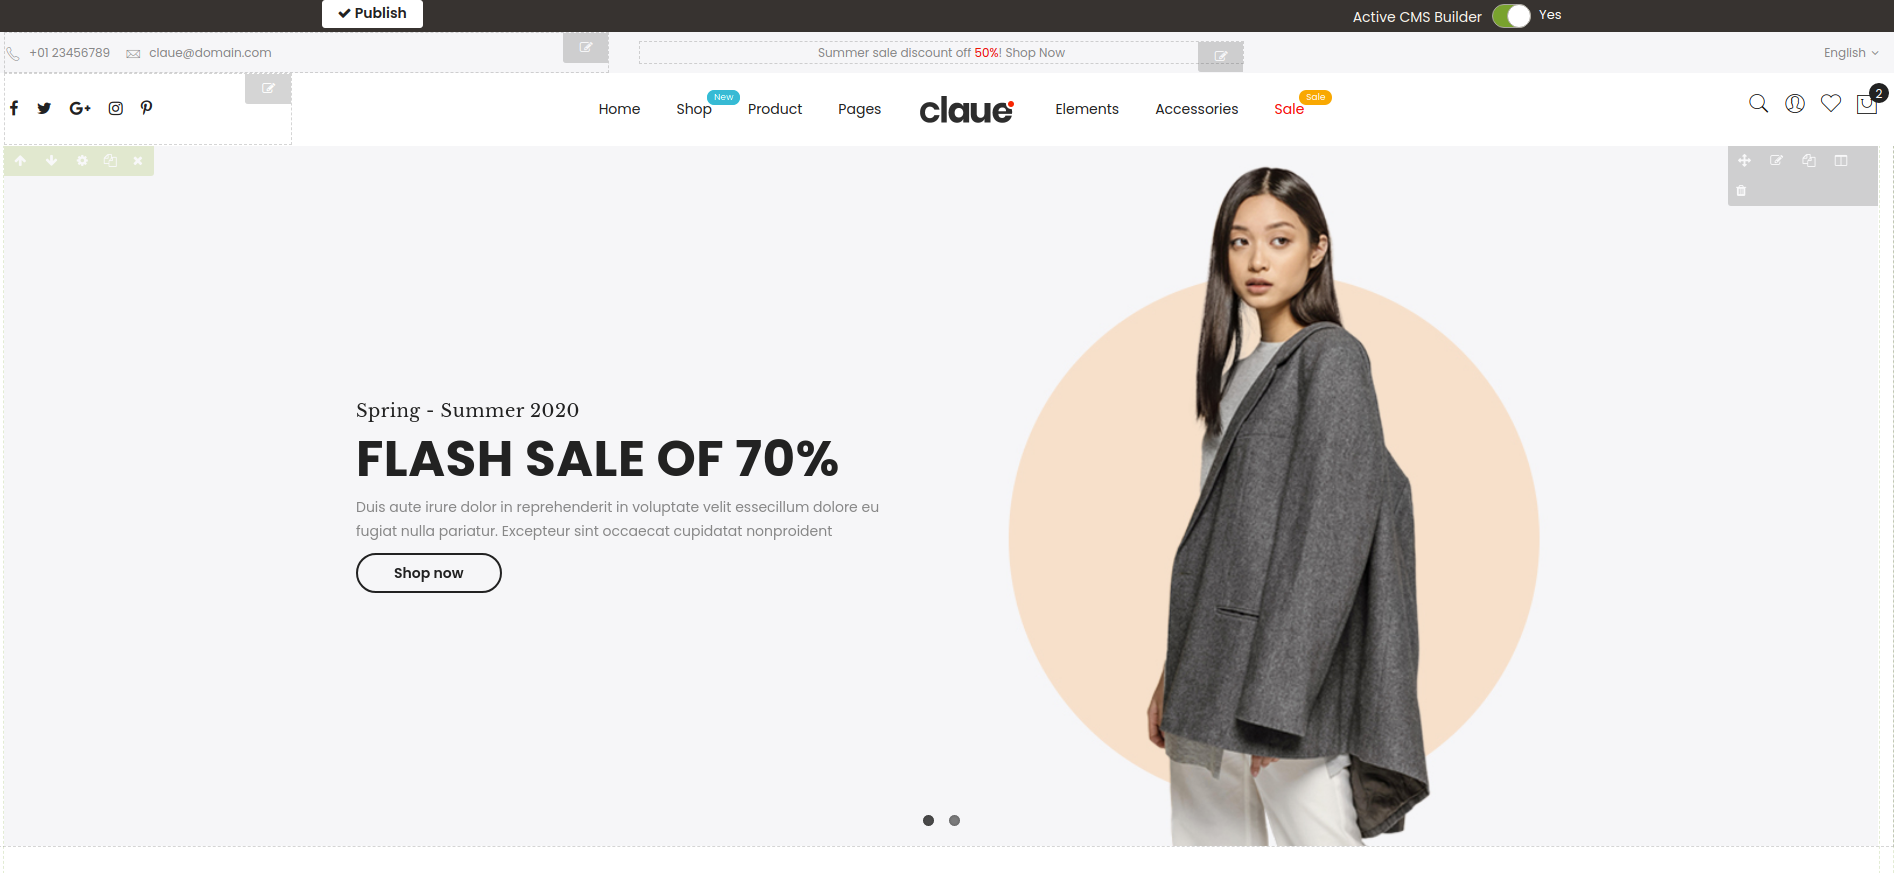 Publish
Active CMS Builder Yes
+01 23456789 claue@domain.com
Summer sale discount off 50%! Shop Now
English
New
Sale
Home Shop Product Pages claue Elements Accessories Sale
2
Spring - Summer 2020
FLASH SALE OF 70%
Duis aute irure dolor in reprehenderit in voluptate velit essecillum dolore eu
fugiat nulla pariatur. Excepteur sint occaecat cupidatat nonproident
Shop now